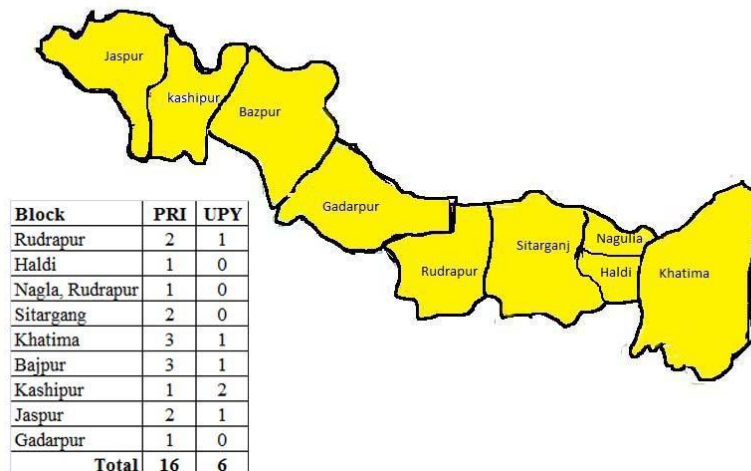 Jaspur
kashipur
Bazpur
Gadarpur
Rudrapur
Sitarganj
Nagulia
Haldi
Khatima
Block PRI UPY
Rudrapur 2 1
Haldi 1 0
Nagla, Rudrapur 1 0
Sitargang 2 0
Khatima 3 1
Bajpur 3 1
Kashipur 1 2
Jaspur 2 1
Gadarpur 1 0
Total 16 6